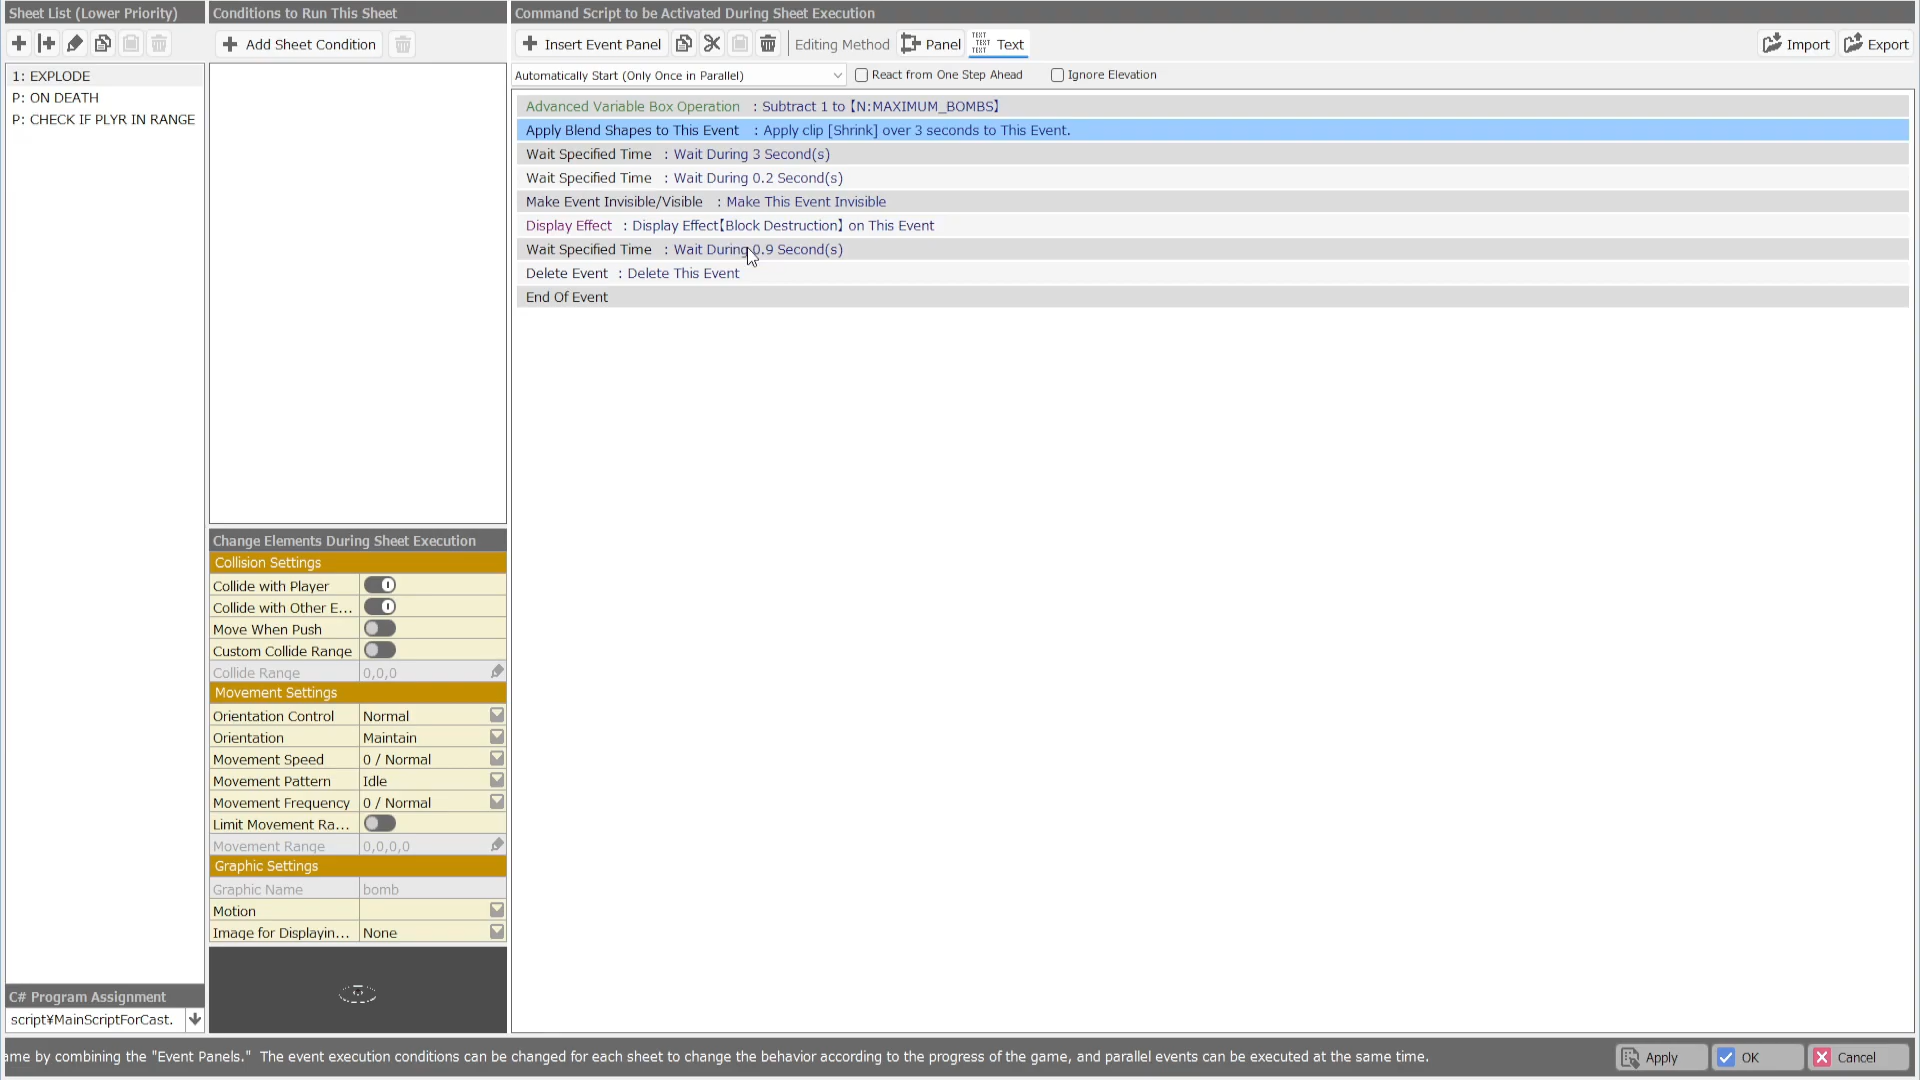 Sheet List (Lower Priority)
1: EXPLODE
P: ON DEATH
P: CHECK IF PLYR IN RANGE
C# Program Assignment
script¥MainScriptForCast.
Conditions to Run This Sheet
Add Sheet Condition
Change Elements During Sheet Execution
Collision Settings
Collide with Player
Collide with Other E...
Move When Push
Custom Collide Range
Collide Range 0,0,0
Movement Settings
Orientation Control Normal
Orientation Maintain
Movement Speed 0 / Normal
Movement Pattern Idle
Movement Frequency 0 / Normal
Limit Movement Ra...
Movement Range 0,0,0,0
Graphic Settings
Graphic Name bomb
Motion
Image for Displayin... None
Command Script to be Activated During Sheet Execution
Insert Event Panel Editing Method Panel TEXT TEXT TEXT Text Import Export
Automatically Start (Only Once in Parallel) React from One Step Ahead Ignore Elevation
Advanced Variable Box Operation : Subtract 1 to【N:MAXIMUM_BOMBS】
Apply Blend Shapes to This Event : Apply clip [Shrink] over 3 seconds to This Event.
Wait Specified Time : Wait During 3 Second(s)
Wait Specified Time : Wait During 0.2 Second(s)
Make Event Invisible/Visible : Make This Event Invisible
Display Effect : Display Effect【Block Destruction】on This Event
Wait Specified Time : Wait During 0.9 Second(s)
Delete Event : Delete This Event
End Of Event
ame by combining the "Event Panels." The event execution conditions can be changed for each sheet to change the behavior according to the progress of the game, and parallel events can be executed at the same time.
Apply OK Cancel